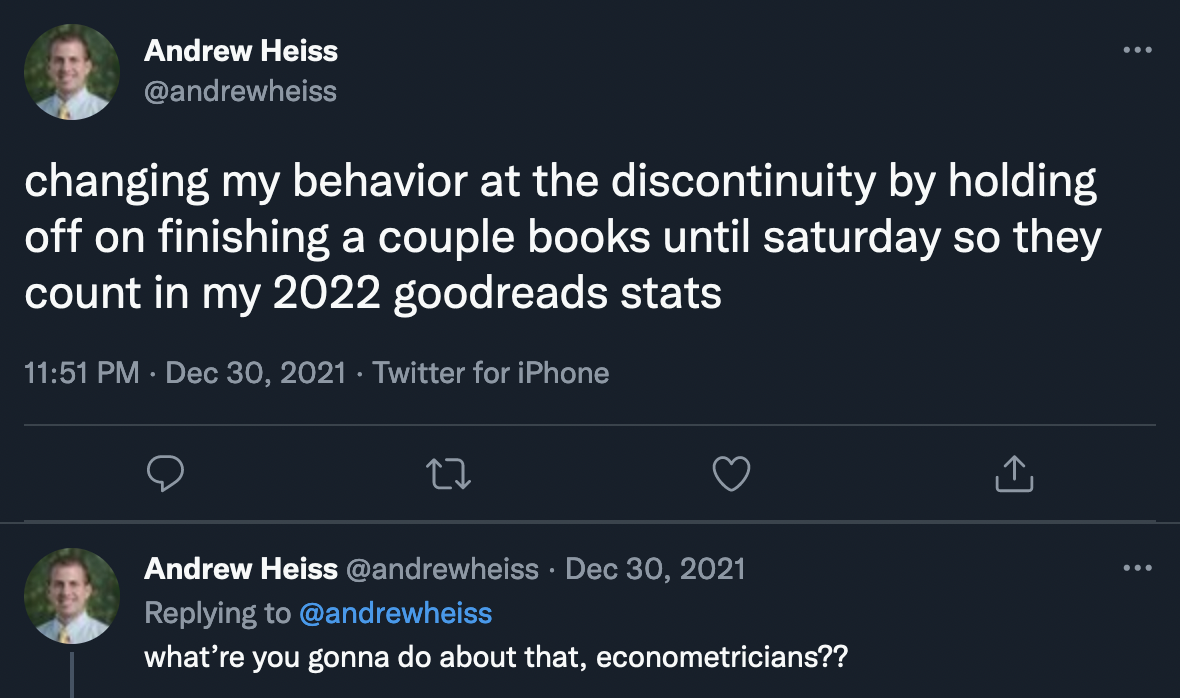 Andrew Heiss
@andrewheiss
changing my behavior at the discontinuity by holding
off on finishing a couple books until saturday so they
count in my 2022 goodreads stats
11:51 PM · Dec 30, 2021 · Twitter for iPhone
Andrew Heiss @andrewheiss · Dec 30, 2021
Replying to @andrewheiss
what’re you gonna do about that, econometricians??